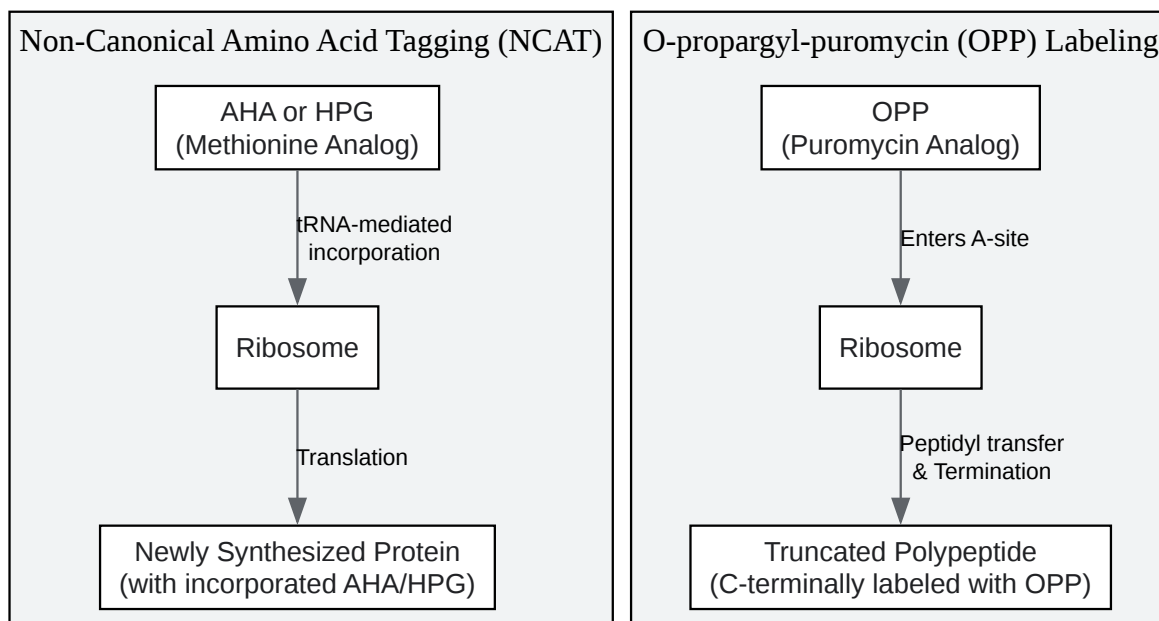 Non-Canonical Amino Acid Tagging (NCAT)
AHA or HPG
(Methionine Analog)
tRNA-mediated
incorporation
Ribosome
Translation
Newly Synthesized Protein
(with incorporated AHA/HPG)
O-propargyl-puromycin (OPP) Labeling
OPP
(Puromycin Analog)
Enters A-site
Ribosome
Peptidyl transfer
& Termination
Truncated Polypeptide
(C-terminally labeled with OPP)